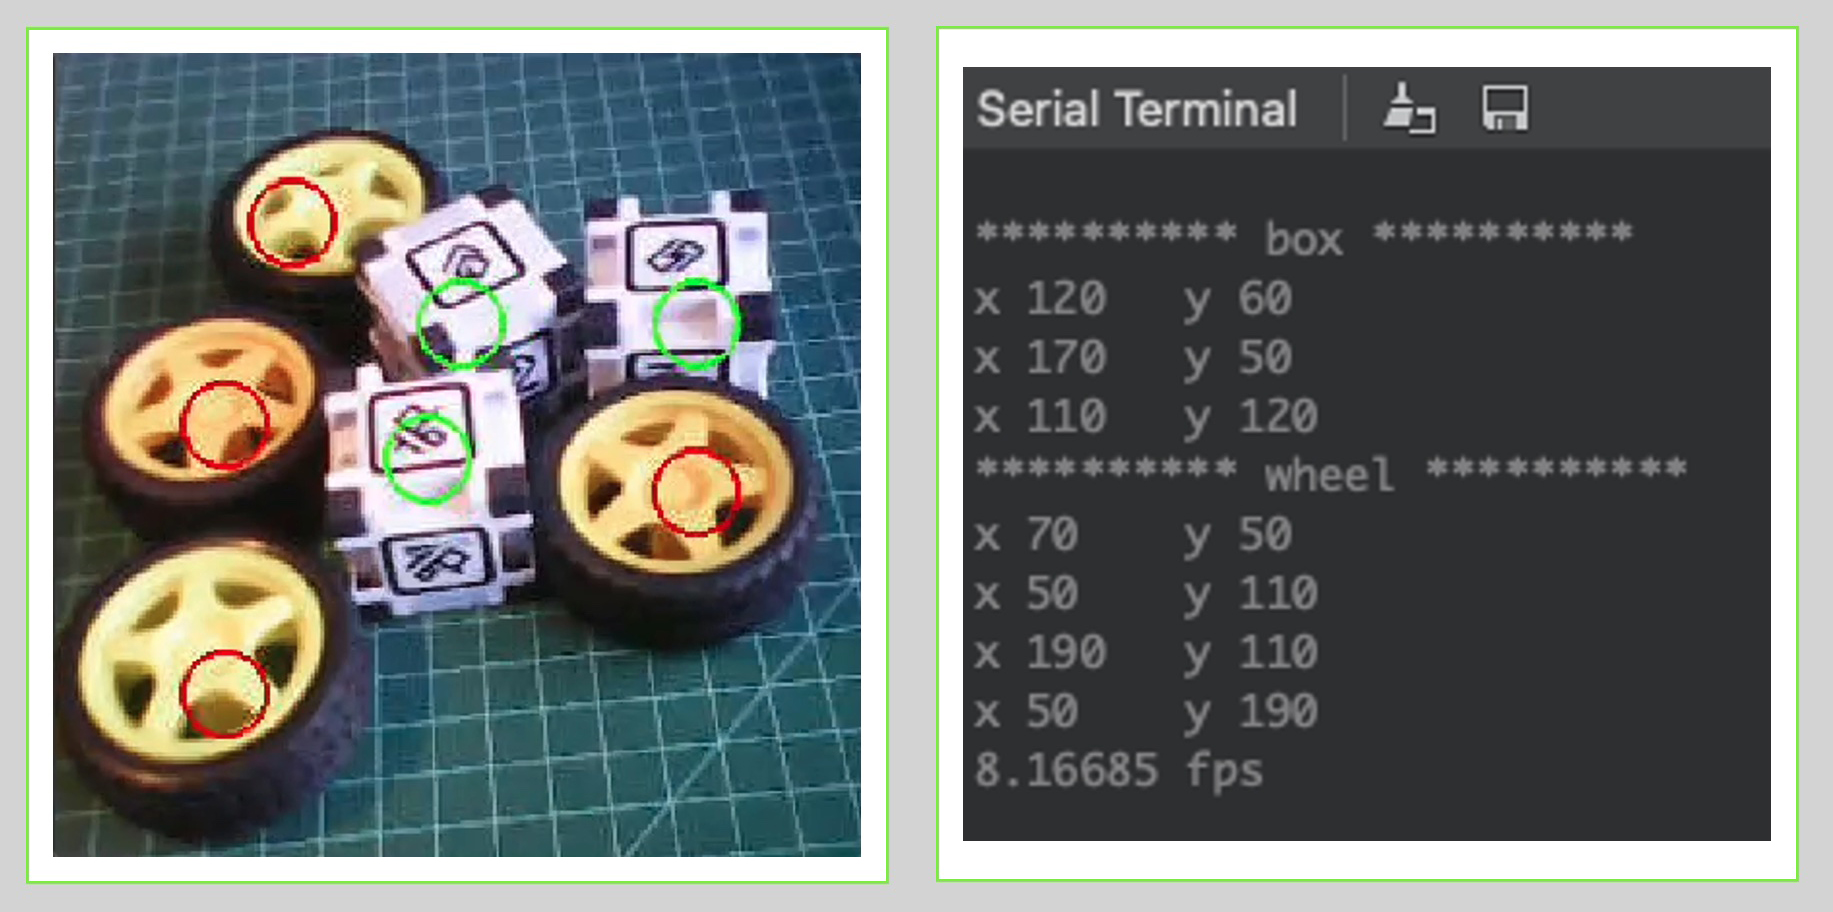 Serial Terminal
********** box **********
x 120 y 60
x 170 y 50
x 110 y 120
********** wheel **********
x 70 y 50
x 50 y 110
x 190 y 110
x 50 y 190
8.16685 fps